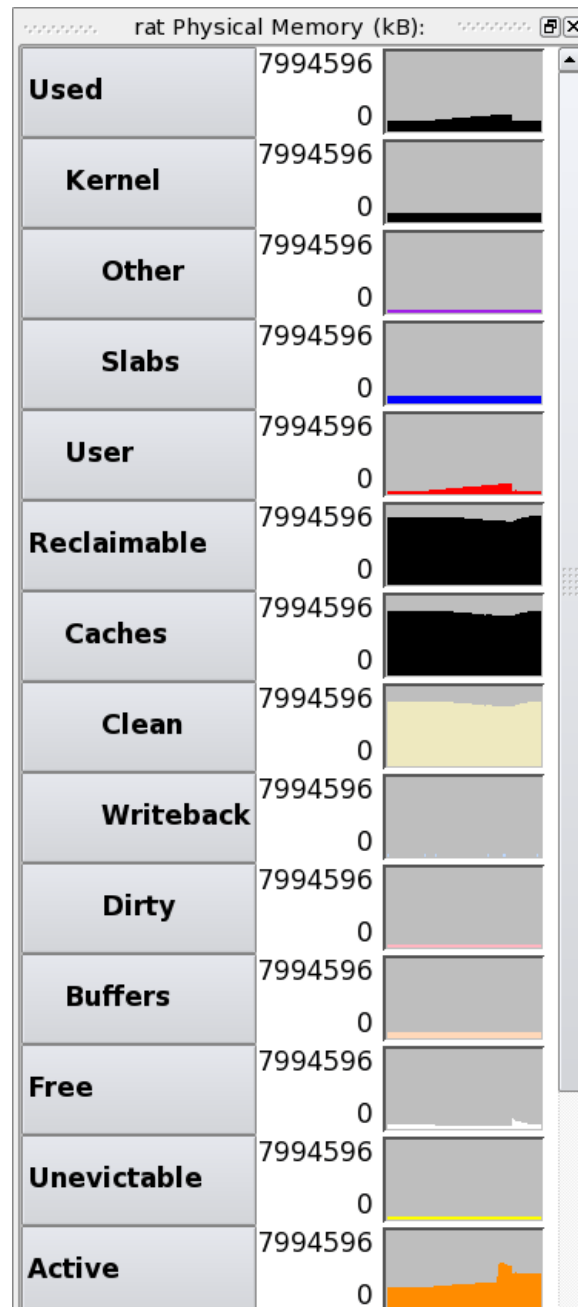 rat Physical Memory (kB):
7994596
Used
0
7994596
Kernel
0
7994596
Other
0
7994596
Slabs
0
7994596
User
0
7994596
Reclaimable
0
7994596
Caches
0
7994596
Clean
0
7994596
Writeback
0
7994596
Dirty
0
7994596
Buffers
0
7994596
Free
0
7994596
Unevictable
0
7994596
Active
0